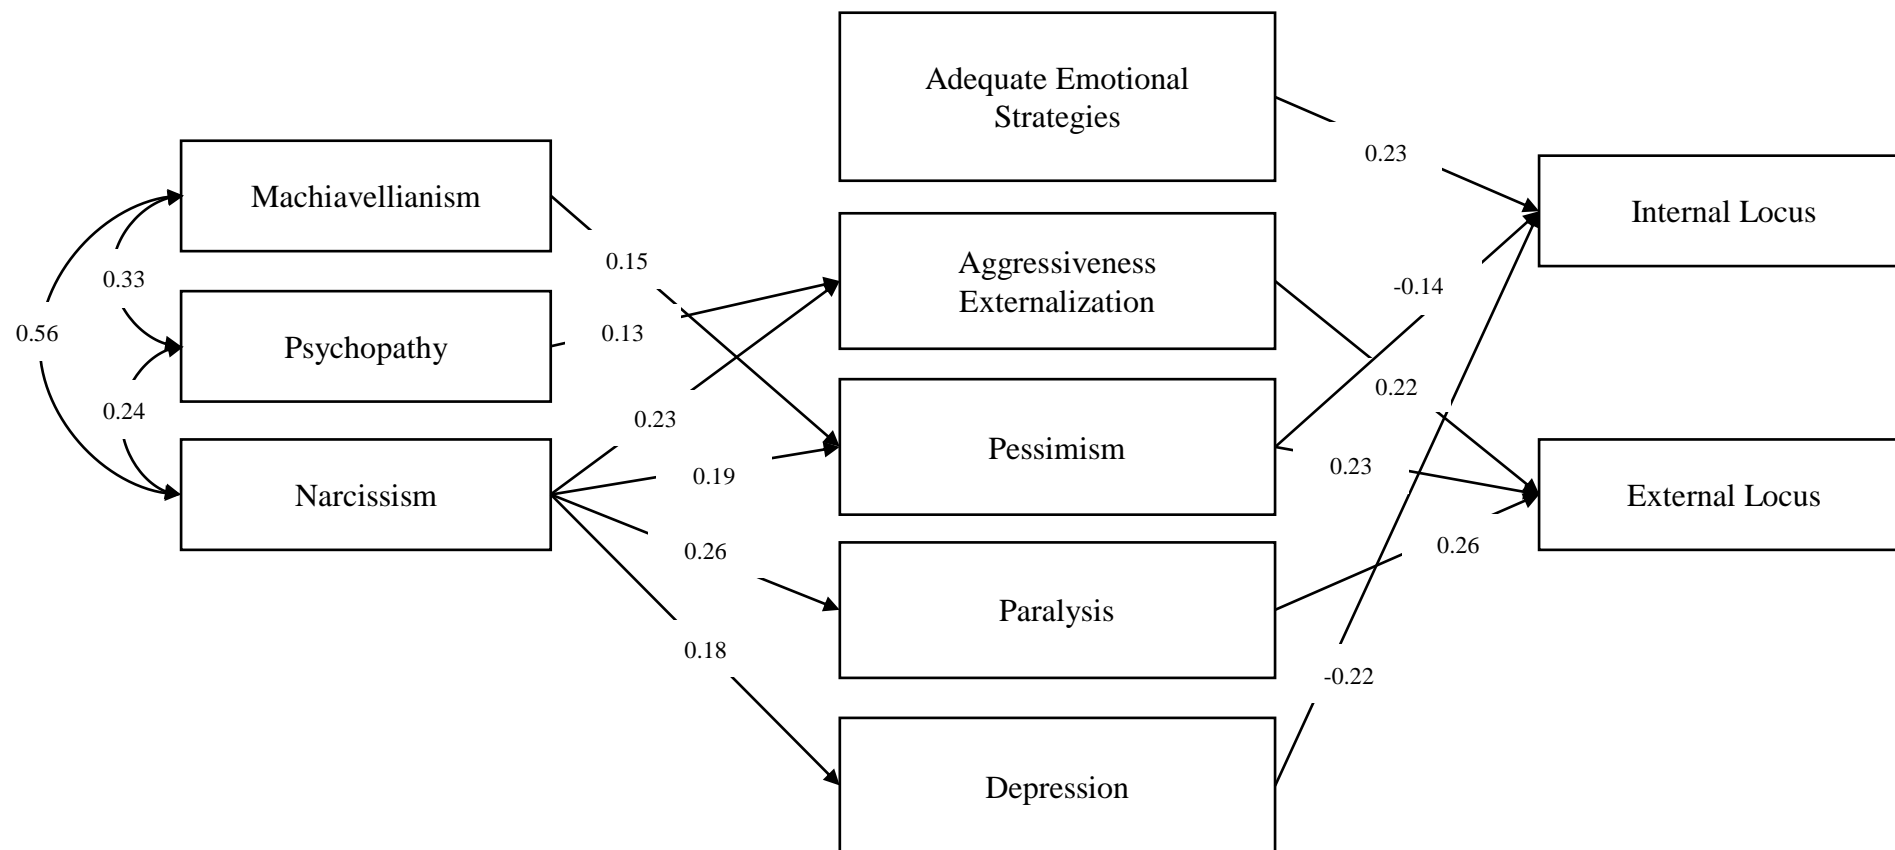 Adequate Emotional
Strategies
Machiavellianism
0.23
Internal Locus
0.15
Aggressiveness
Externalization
0.33
-0.14
0.56
0.13
Psychopathy
0.22
0.24
0.23
Pessimism
0.23
0.19
Narcissism
External Locus
0.26
0.26
Paralysis
0.18
-0.22
Depression